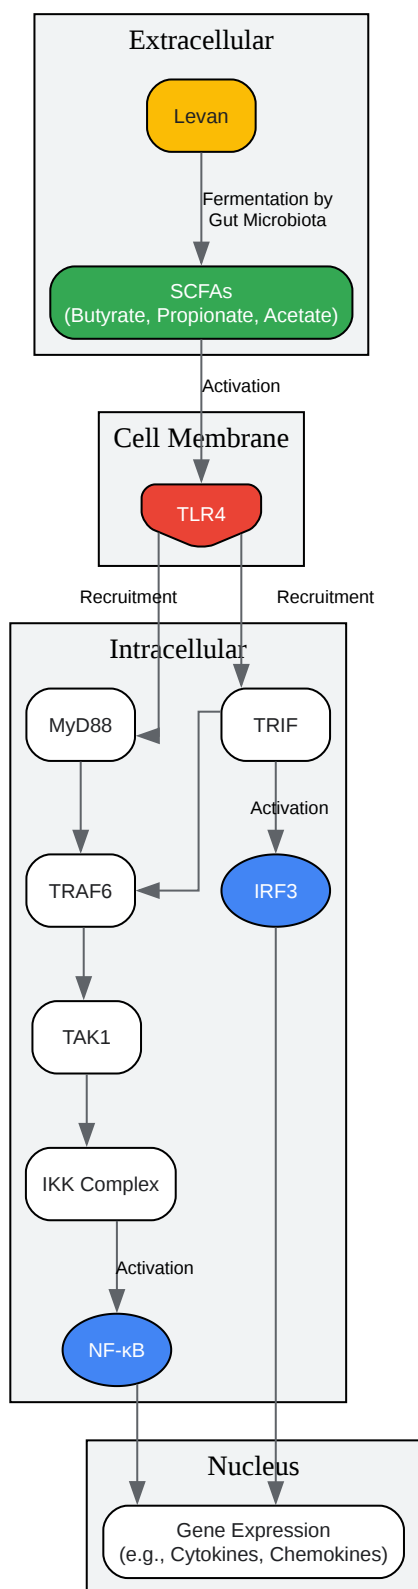 Extracellular
Levan
Fermentation by
Gut Microbiota
SCFAs
(Butyrate, Propionate, Acetate)
Activation
Cell Membrane
TLR4
Recruitment
Recruitment
Intracellular
MyD88
TRIF
Activation
TRAF6
IRF3
TAK1
IKK Complex
Activation
NF-κB
Nucleus
Gene Expression
(e.g., Cytokines, Chemokines)